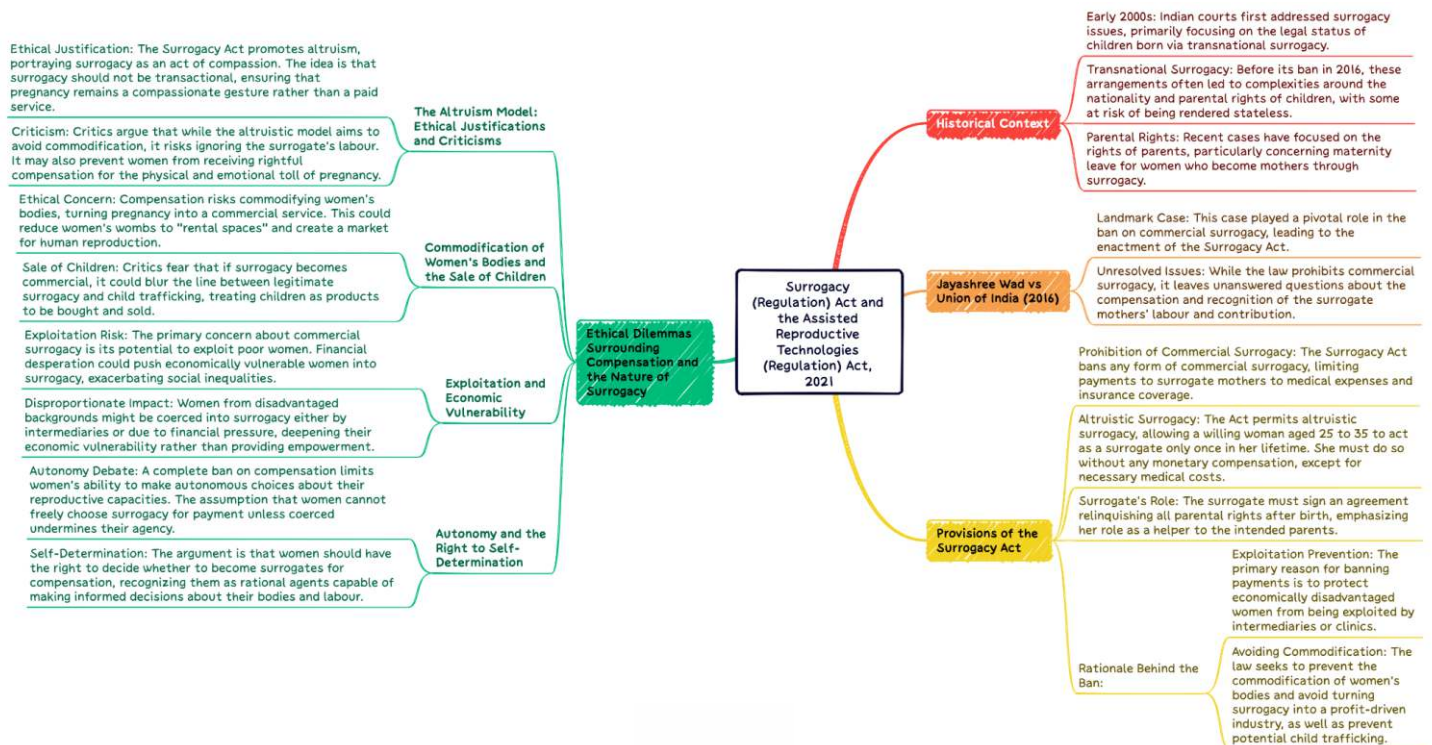 Surrogacy
(Regulation) Act and
the Assisted
Reproductive
Technologies
(Regulation) Act,
2021
Historical Context
Early 2000s: Indian courts first addressed surrogacy
issues, primarily focusing on the legal status of
children born via transnational surrogacy.
Transnational Surrogacy: Before its ban in 2016, these
arrangements often led to complexities around the
nationality and parental rights of children, with some
at risk of being rendered stateless.
Parental Rights: Recent cases have focused on the
rights of parents, particularly concerning maternity
leave for women who become mothers through
surrogacy.
Jayashree Wad vs
Union of India (2016)
Landmark Case: This case played a pivotal role in the
ban on commercial surrogacy, leading to the
enactment of the Surrogacy Act.
Unresolved Issues: While the law prohibits commercial
surrogacy, it leaves unanswered questions about the
compensation and recognition of the surrogate
mothers' labour and contribution.
Provisions of the
Surrogacy Act
Prohibition of Commercial Surrogacy: The Surrogacy Act
bans any form of commercial surrogacy, limiting
payments to surrogate mothers to medical expenses and
insurance coverage.
Altruistic Surrogacy: The Act permits altruistic
surrogacy, allowing a willing woman aged 25 to 35 to act
as a surrogate only once in her lifetime. She must do so
without any monetary compensation, except for
necessary medical costs.
Surrogate's Role: The surrogate must sign an agreement
relinquishing all parental rights after birth, emphasizing
her role as a helper to the intended parents.
Rationale Behind the
Ban:
Exploitation Prevention: The
primary reason for banning
payments is to protect
economically disadvantaged
women from being exploited by
intermediaries or clinics.
Avoiding Commodification: The
law seeks to prevent the
commodification of women's
bodies and avoid turning
surrogacy into a profit-driven
industry, as well as prevent
potential child trafficking.
Ethical Dilemmas
Surrounding
Compensation and
the Nature of
Surrogacy
The Altruism Model:
Ethical Justifications
and Criticisms
Ethical Justification: The Surrogacy Act promotes altruism,
portraying surrogacy as an act of compassion. The idea is that
surrogacy should not be transactional, ensuring that
pregnancy remains a compassionate gesture rather than a paid
service.
Criticism: Critics argue that while the altruistic model aims to
avoid commodification, it risks ignoring the surrogate's labour.
It may also prevent women from receiving rightful
compensation for the physical and emotional toll of pregnancy.
Commodification of
Women's Bodies and
the Sale of Children
Ethical Concern: Compensation risks commodifying women's
bodies, turning pregnancy into a commercial service. This could
reduce women's wombs to "rental spaces" and create a market
for human reproduction.
Sale of Children: Critics fear that if surrogacy becomes
commercial, it could blur the line between legitimate
surrogacy and child trafficking, treating children as products
to be bought and sold.
Exploitation and
Economic
Vulnerability
Exploitation Risk: The primary concern about commercial
surrogacy is its potential to exploit poor women. Financial
desperation could push economically vulnerable women into
surrogacy, exacerbating social inequalities.
Disproportionate Impact: Women from disadvantaged
backgrounds might be coerced into surrogacy either by
intermediaries or due to financial pressure, deepening their
economic vulnerability rather than providing empowerment.
Autonomy and the
Right to Self-
Determination
Autonomy Debate: A complete ban on compensation limits
women's ability to make autonomous choices about their
reproductive capacities. The assumption that women cannot
freely choose surrogacy for payment unless coerced
undermines their agency.
Self-Determination: The argument is that women should have
the right to decide whether to become surrogates for
compensation, recognizing them as rational agents capable of
making informed decisions about their bodies and labour.